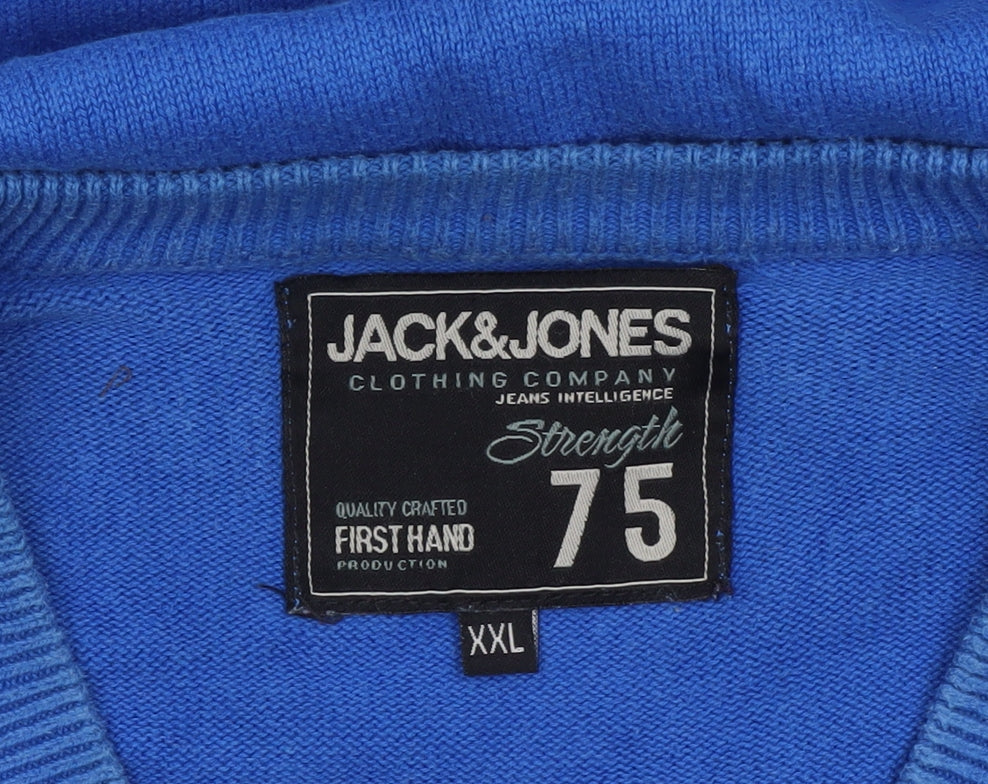 JACK&JONES
CLOTHING COMPANY
JEANS INTELLIGENCE
Strength
75
QUALITY CRAFTED
FIRST HAND
PRODUCTION
XXL